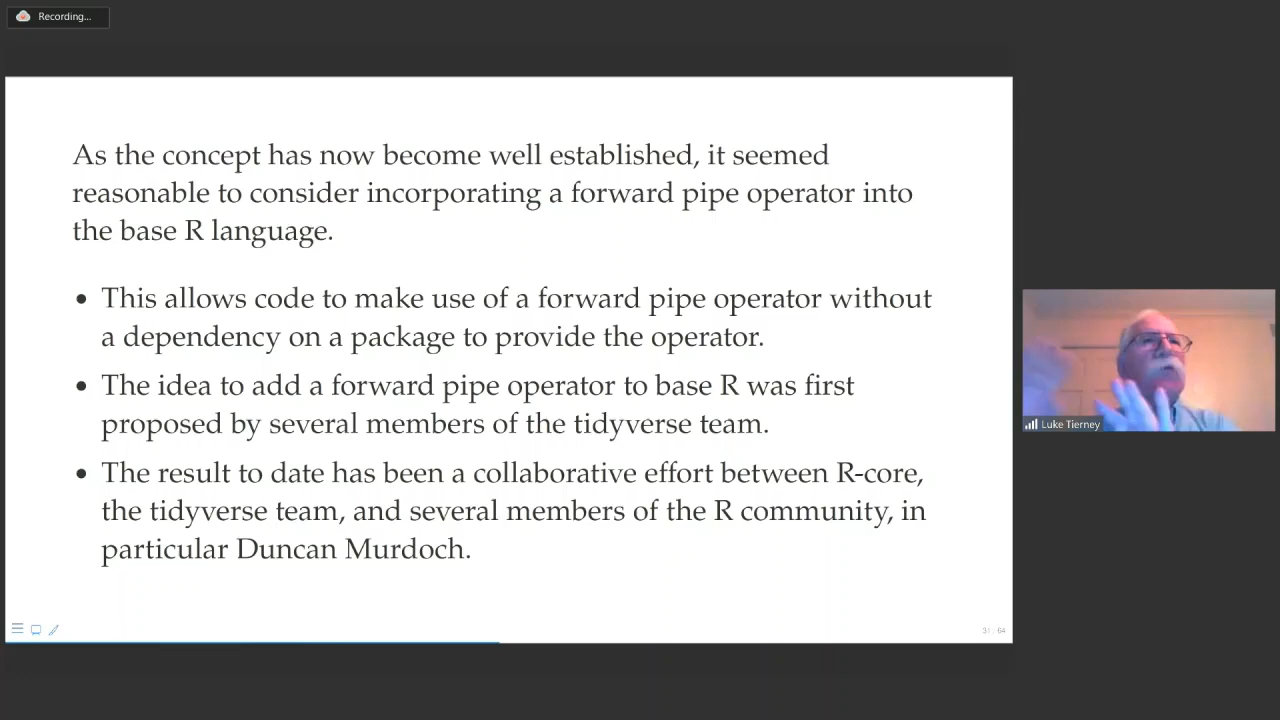 Recording...
As the concept has now become well established, it seemed
reasonable to consider incorporating a forward pipe operator into
the base R language.
• This allows code to make use of a forward pipe operator without
a dependency on a package to provide the operator.
• The idea to add a forward pipe operator to base R was first
proposed by several members of the tidyverse team.
• The result to date has been a collaborative effort between R-core,
the tidyverse team, and several members of the R community, in
particular Duncan Murdoch.
Luke Tierney
31 / 64